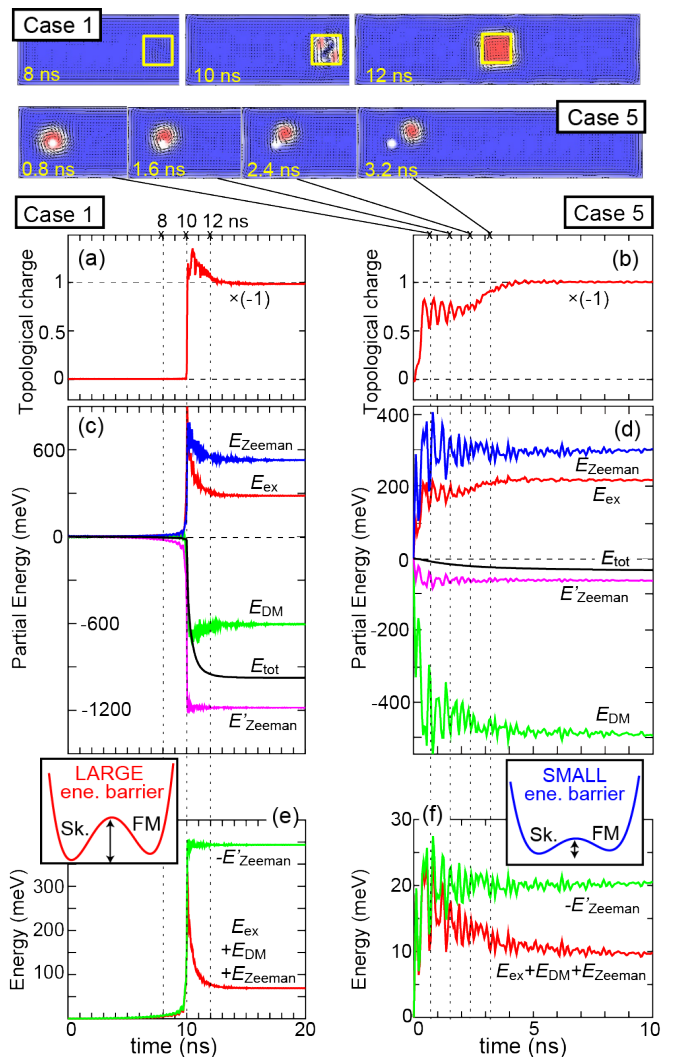 Case 1
8 ns
10 ns
12 ns
Case 5
0.8 ns
1.6 ns
2.4 ns
3.2 ns
Case 1
8 10 12 ns
Case 5
(a)
Topological charge
1
0.5
0
×(-1)
(b)
Topological charge
1
0.5
0
×(-1)
(c)
Partial Energy (meV)
600
0
-600
-1200
E_Zeeman
E_ex
E_DM
E_tot
E'_Zeeman
(d)
Partial Energy (meV)
400
200
0
-200
-400
E_Zeeman
E_ex
E_tot
E'_Zeeman
E_DM
LARGE
ene. barrier
Sk. FM
(e)
Energy (meV)
300
200
100
-E'_Zeeman
E_ex
+E_DM
+E_Zeeman
0 10 20
time (ns)
SMALL
ene. barrier
Sk. FM
(f)
Energy (meV)
30
20
10
0
-E'_Zeeman
E_ex+E_DM+E_Zeeman
0 5 10
time (ns)